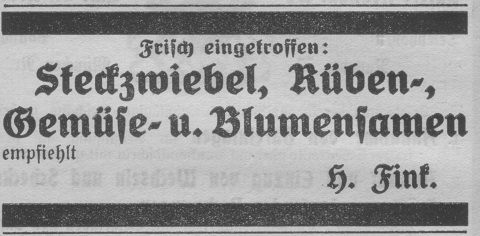 Frisch eingetroffen:
Steckzwiebel, Rüben-,
Gemüse- u. Blumensamen
empfiehlt
H. Fink.